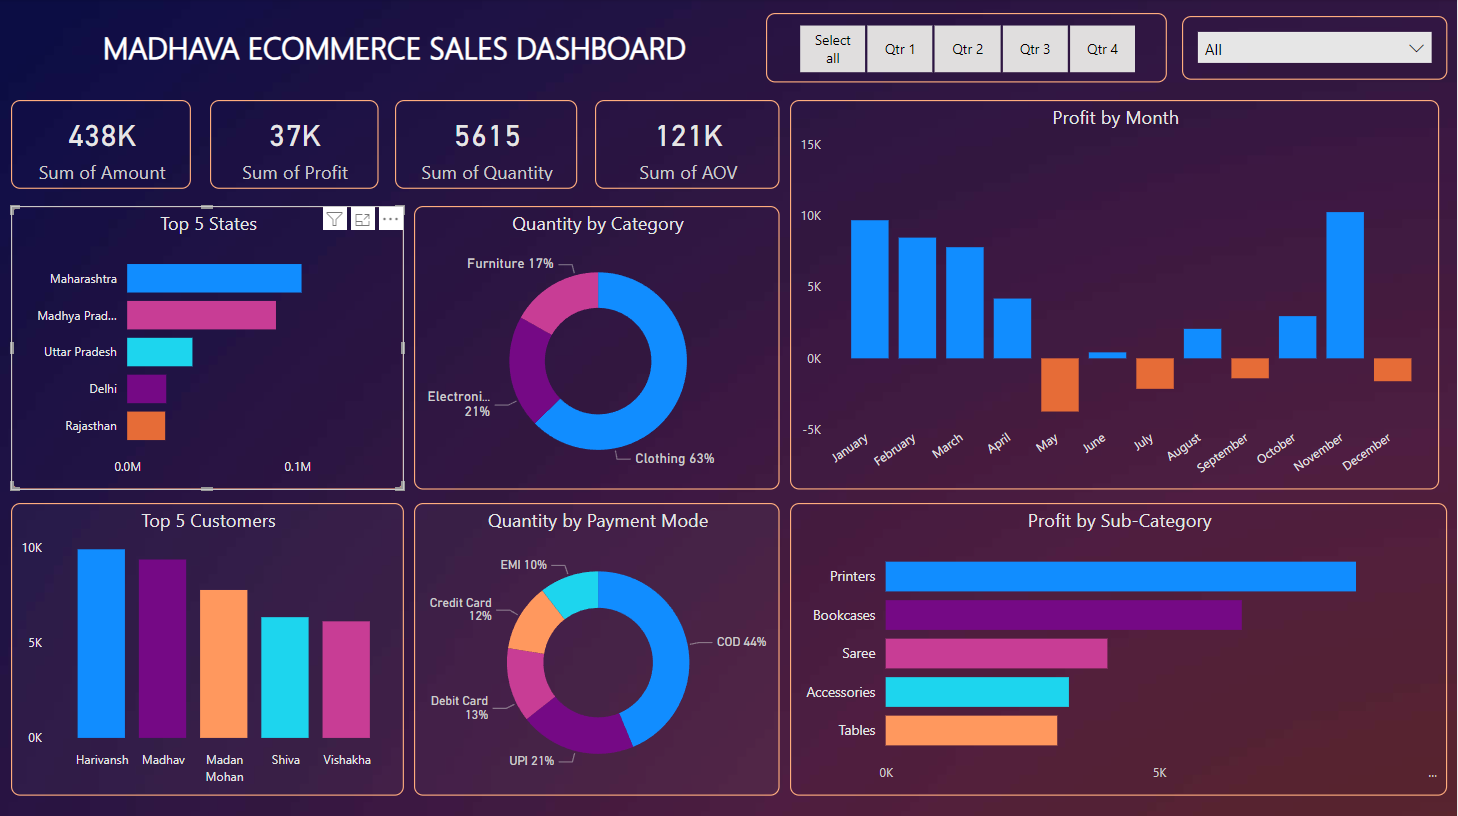 MADHAVA ECOMMERCE SALES DASHBOARD
Select
all
Qtr 1
Qtr 2
Qtr 3
Qtr 4
All
438K
Sum of Amount
37K
Sum of Profit
5615
Sum of Quantity
121K
Sum of AOV
Profit by Month
15K
10K
5K
0K
-5K
January
February
March
April
May
June
July
August
September
October
November
December
Top 5 States
Maharashtra
Madhya Prad...
Uttar Pradesh
Delhi
Rajasthan
0.0M
0.1M
Quantity by Category
Furniture 17%
Electroni...
21%
Clothing 63%
Top 5 Customers
10K
5K
0K
Harivansh
Madhav
Madan
Mohan
Shiva
Vishakha
Quantity by Payment Mode
EMI 10%
Credit Card
12%
COD 44%
Debit Card
13%
UPI 21%
Profit by Sub-Category
Printers
Bookcases
Saree
Accessories
Tables
0K
5K
...